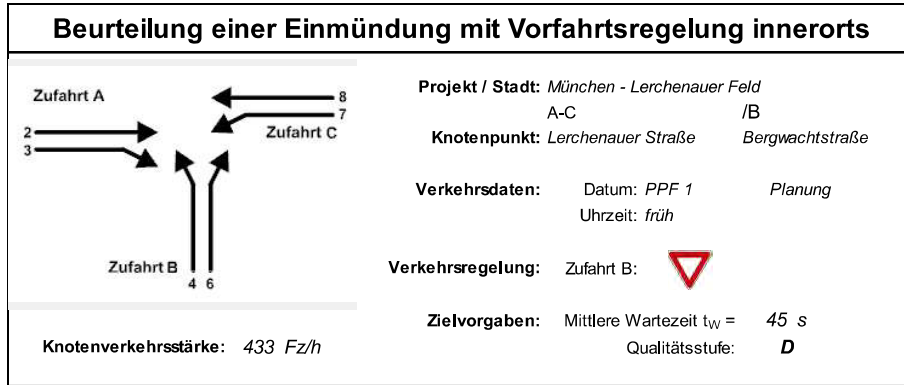 Beurteilung einer Einmündung mit Vorfahrtsregelung innerorts
Zufahrt A
8
7
Zufahrt C
2
3
Zufahrt B
4 6
Knotenverkehrsstärke: 433 Fz/h
Projekt / Stadt: München - Lerchenauer Feld
A-C /B
Knotenpunkt: Lerchenauer Straße Bergwachtstraße
Verkehrsdaten: Datum: PPF 1 Planung
Uhrzeit: früh
Verkehrsregelung: Zufahrt B:
Zielvorgaben: Mittlere Wartezeit tW = 45 s
Qualitätsstufe: D